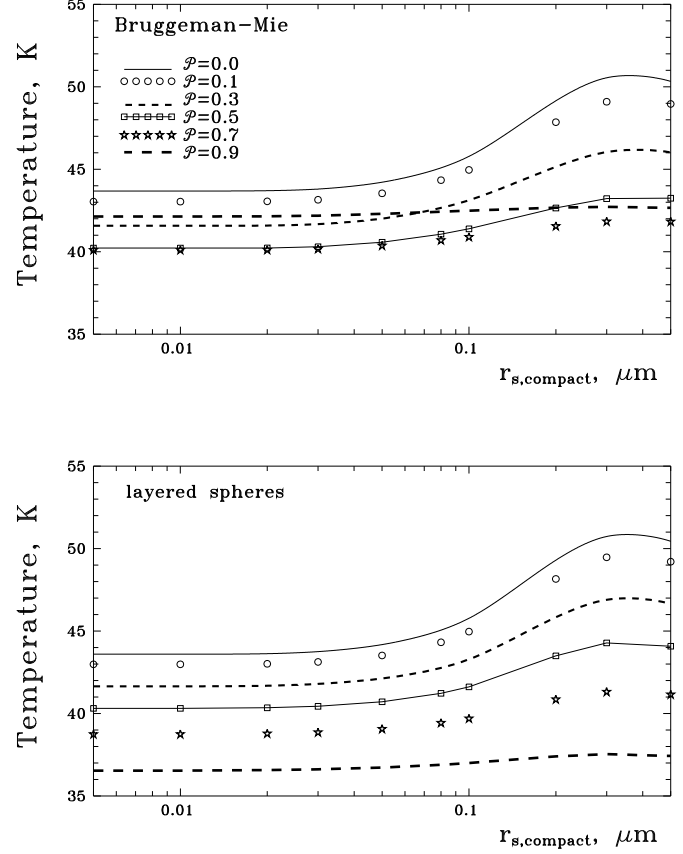 55
Bruggeman−Mie
𝒫=0.0
𝒫=0.1
𝒫=0.3
𝒫=0.5
𝒫=0.7
𝒫=0.9
50
45
40
35
Temperature, K
0.01
0.1
r_s,compact, μm
55
layered spheres
50
45
40
35
Temperature, K
0.01
0.1
r_s,compact, μm